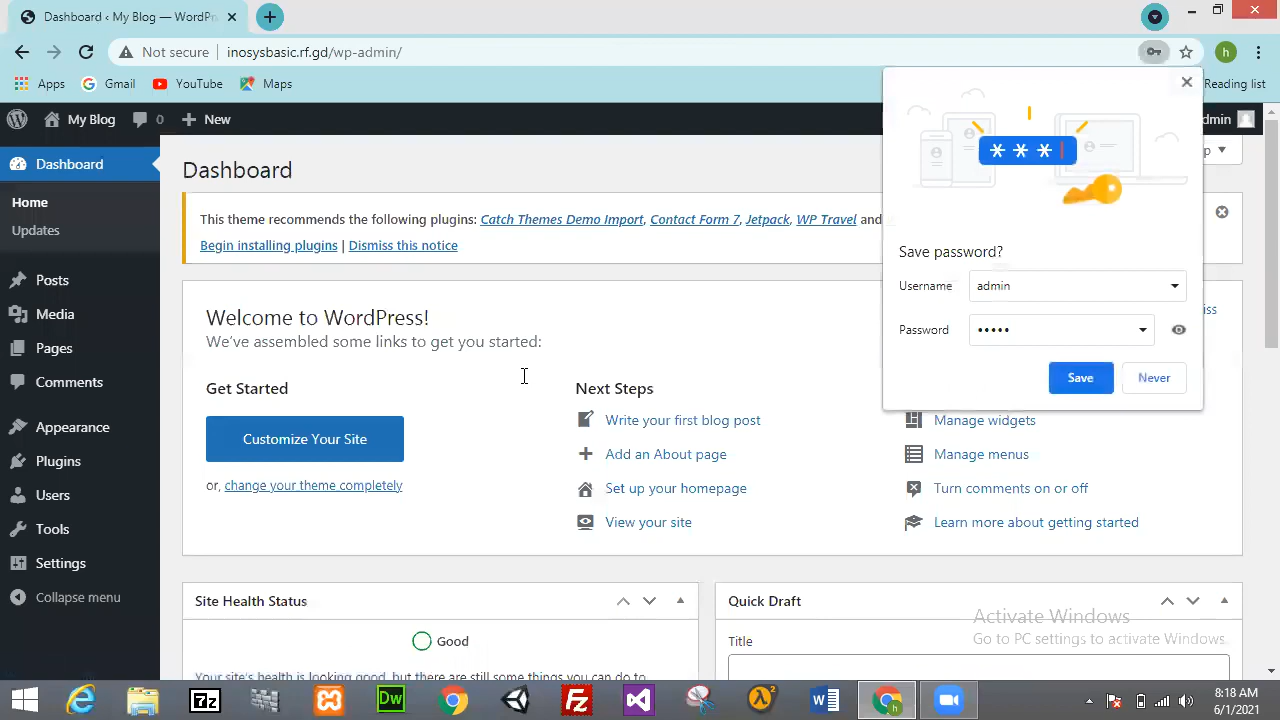 Dashboard ‹ My Blog — WordPr
Not secure inosysbasic.rf.gd/wp-admin/
h
Apps Gmail YouTube Maps Reading list
My Blog 0 New dmin
Dashboard
Home
Updates
Posts
Media
Pages
Comments
Appearance
Plugins
Users
Tools
Settings
Collapse menu
Dashboard
This theme recommends the following plugins: Catch Themes Demo Import, Contact Form 7, Jetpack, WP Travel and
Begin installing plugins | Dismiss this notice
Welcome to WordPress!
We've assembled some links to get you started:
Get Started
Customize Your Site
or, change your theme completely
Next Steps
Write your first blog post
Add an About page
Set up your homepage
View your site
Manage widgets
Manage menus
Turn comments on or off
Learn more about getting started
* * *
Save password?
Username admin
Password •••••
Save Never
Site Health Status
Good
Your site's health is looking good, but there are still some things you can do to
Quick Draft
Title
Activate Windows
Go to PC settings to activate Windows.
7z Dw Fz
8:18 AM
6/1/2021